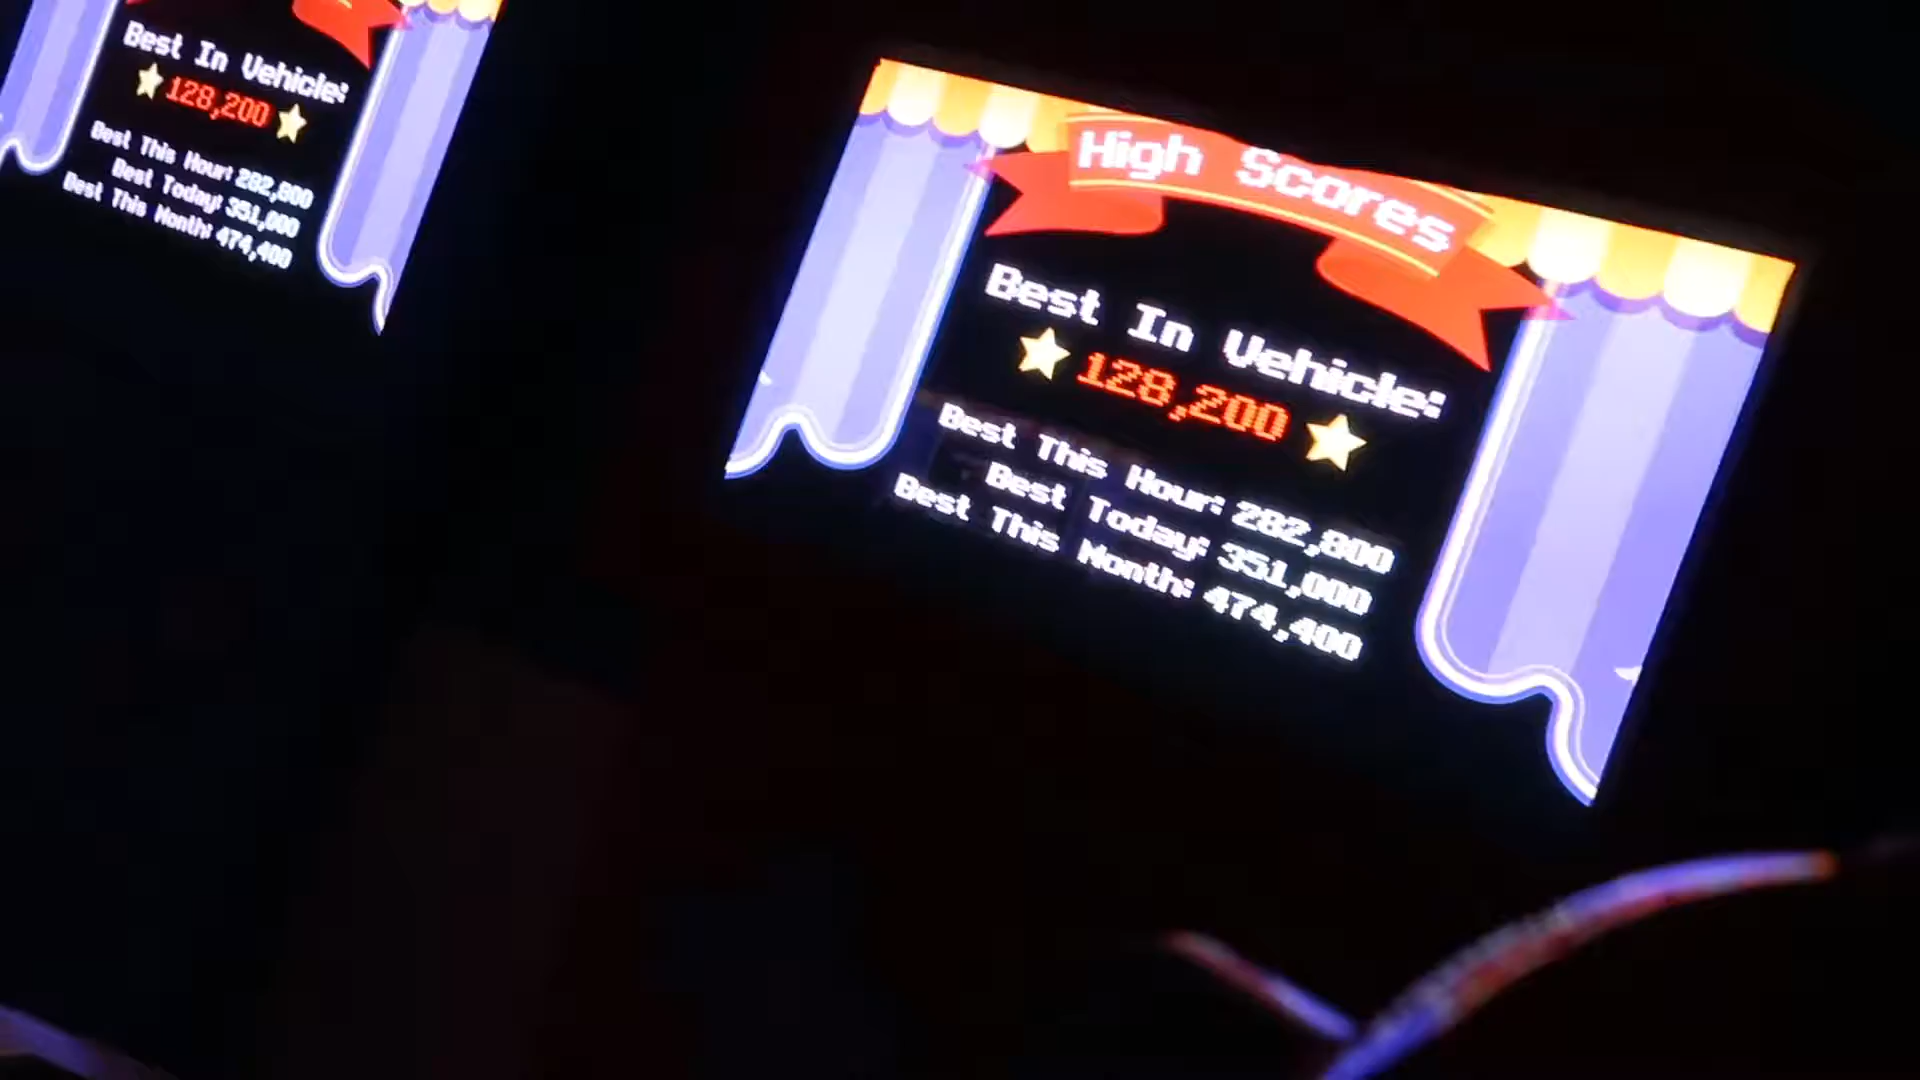 Best In Vehicle:
128,200
Best This Hour: 282,800
Best Today: 351,000
Best This Month: 474,400
High Scores
Best In Vehicle:
128,200
Best This Hour: 282,800
Best Today: 351,000
Best This Month: 474,400